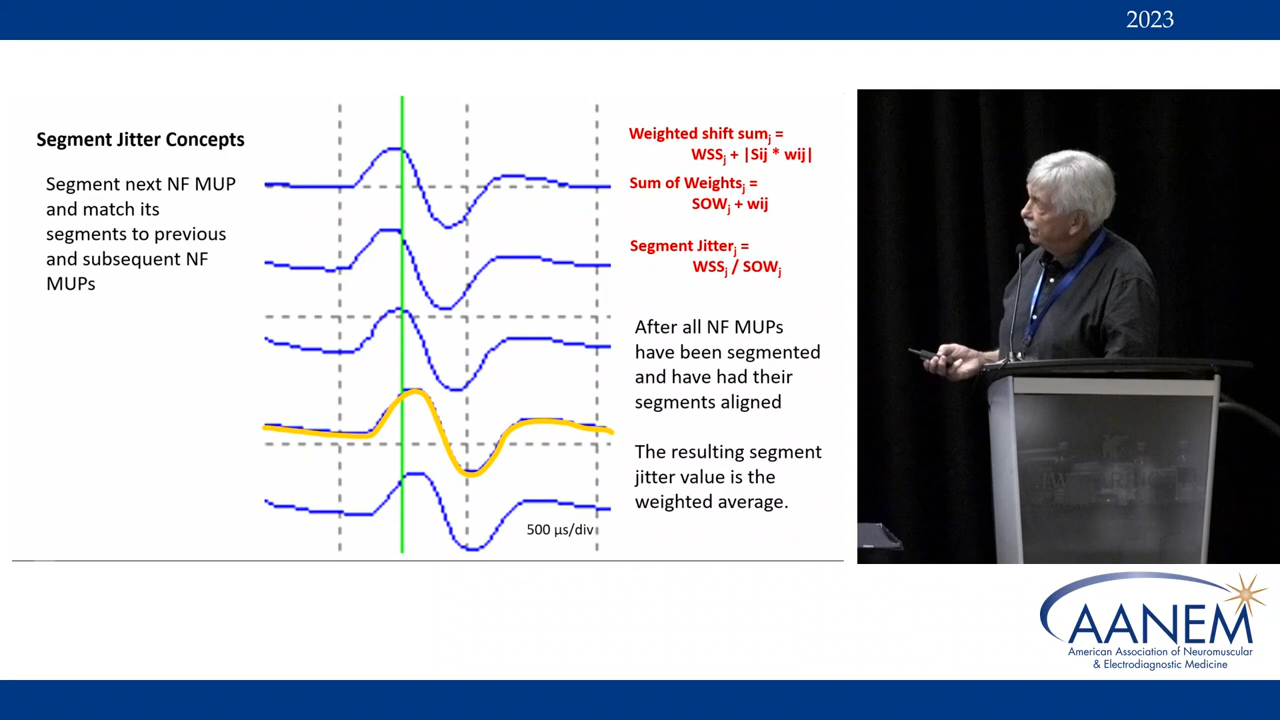 2023
Segment Jitter Concepts
Segment next NF MUP
and match its
segments to previous
and subsequent NF
MUPs
Weighted shift sumj =
WSSj + |Sij * wij|
Sum of Weightsj =
SOWj + wij
Segment Jitterj =
WSSj / SOWj
After all NF MUPs
have been segmented
and have had their
segments aligned
The resulting segment
jitter value is the
weighted average.
500 µs/div
AANEM
American Association of Neuromuscular
& Electrodiagnostic Medicine